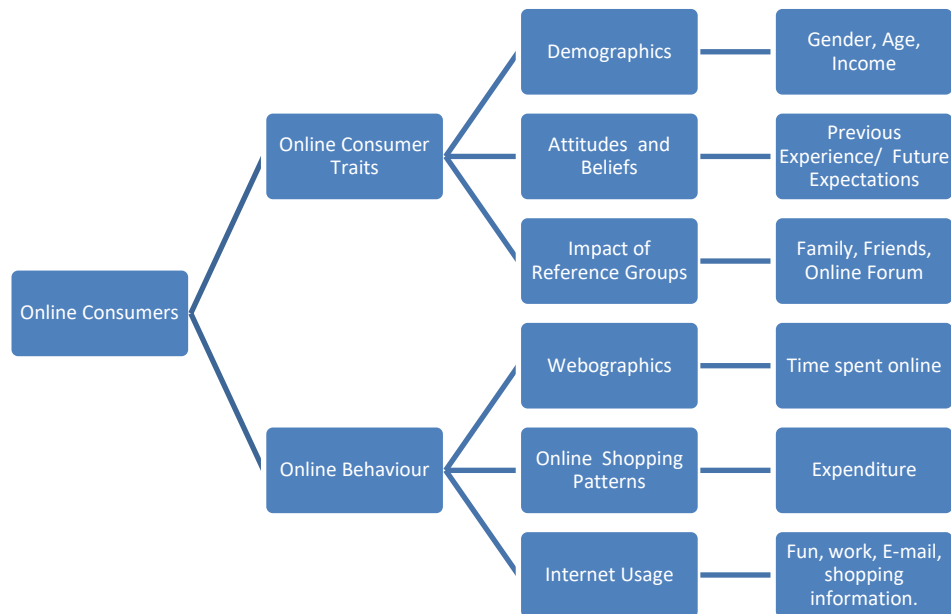 Online Consumers
Online Consumer
Traits
Demographics
Gender, Age,
Income
Attitudes and
Beliefs
Previous
Experience/ Future
Expectations
Impact of
Reference Groups
Family, Friends,
Online Forum
Online Behaviour
Webographics
Time spent online
Online Shopping
Patterns
Expenditure
Internet Usage
Fun, work, E-mail,
shopping
information.